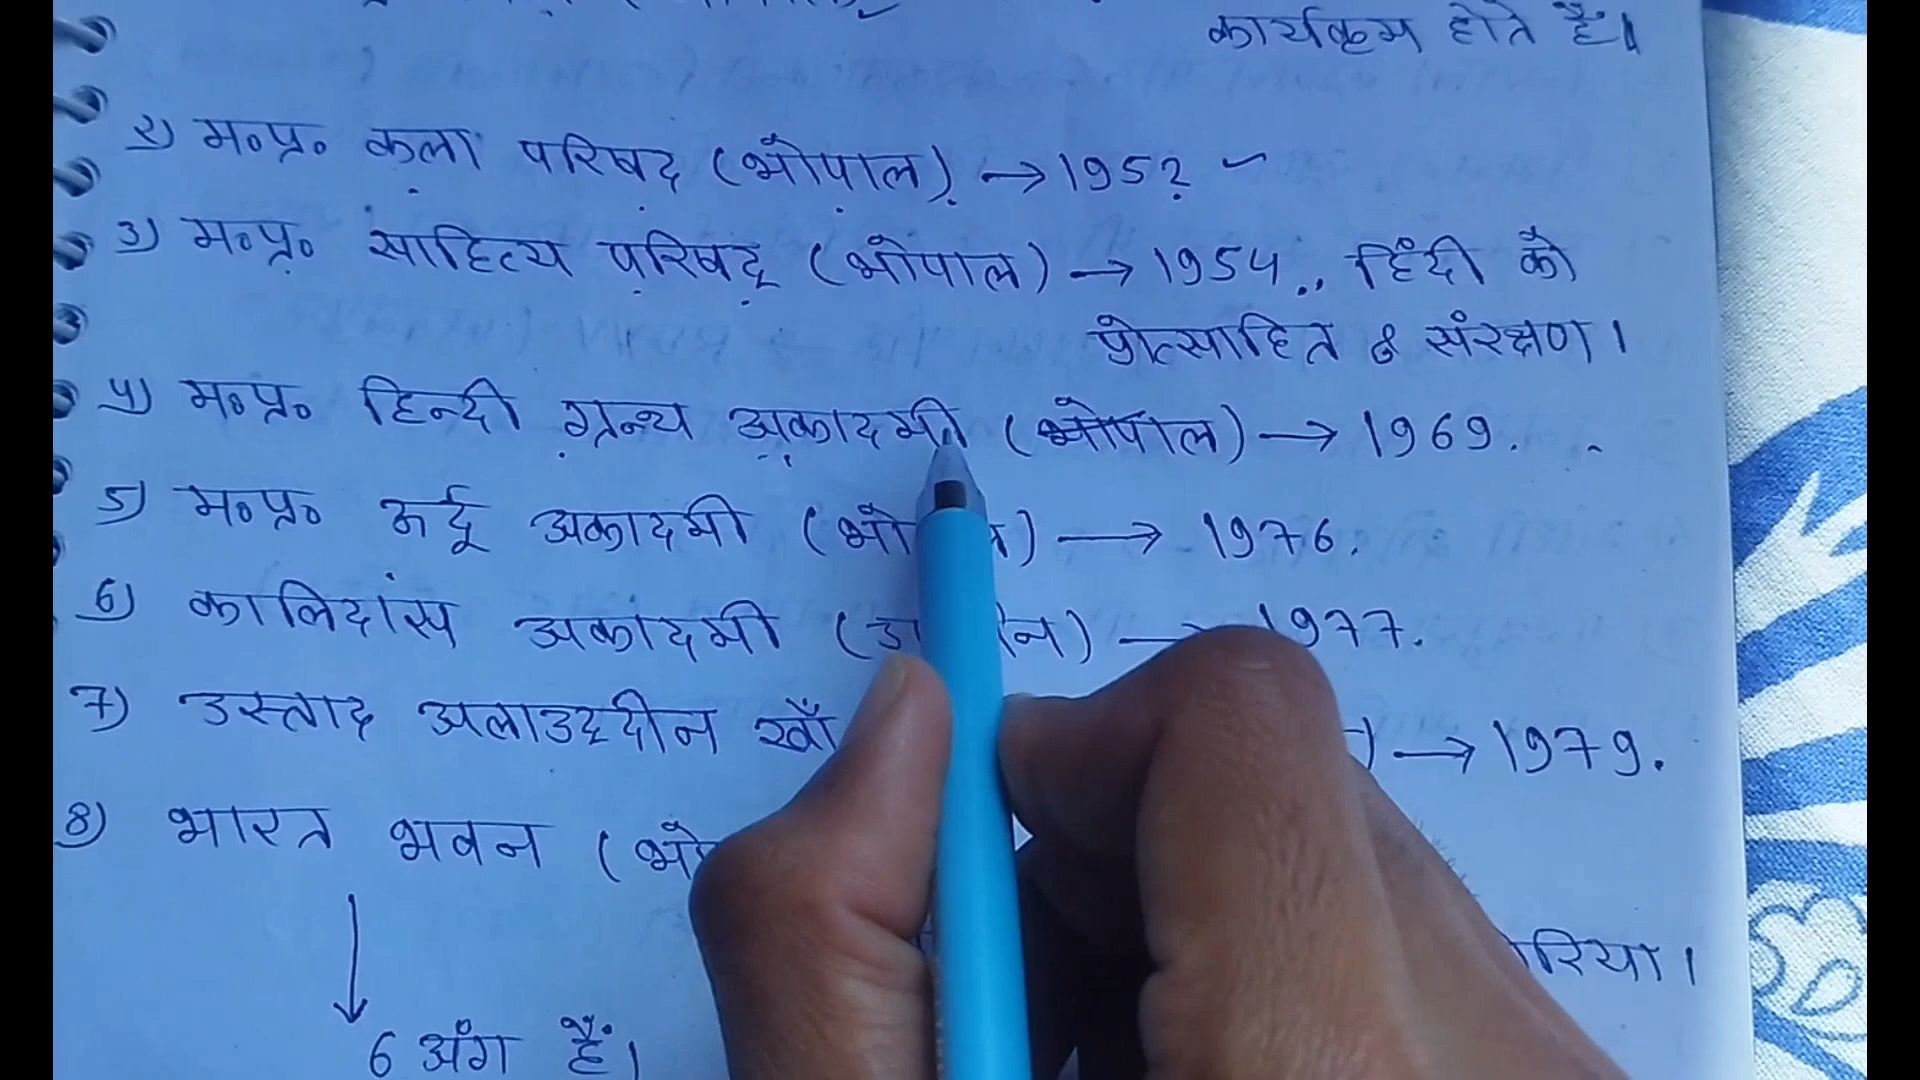 कार्यक्रम होते हैं।
2) म०प्र० कला परिषद (भोपाल) → 1952
3) म०प्र० साहित्य परिषद् (भोपाल) → 1954.. हिंदी को
प्रोत्साहित & संरक्षण।
4) म०प्र० हिन्दी ग्रन्थ अकादमी (भोपाल) → 1969.
5) म०प्र० उर्दू अकादमी → 1976.
6) कालिदास अकादमी → 1977.
7) उस्ताद अलाउद्दीन खाँ → 1979.
8) भारत भवन
6 अंग हैं।